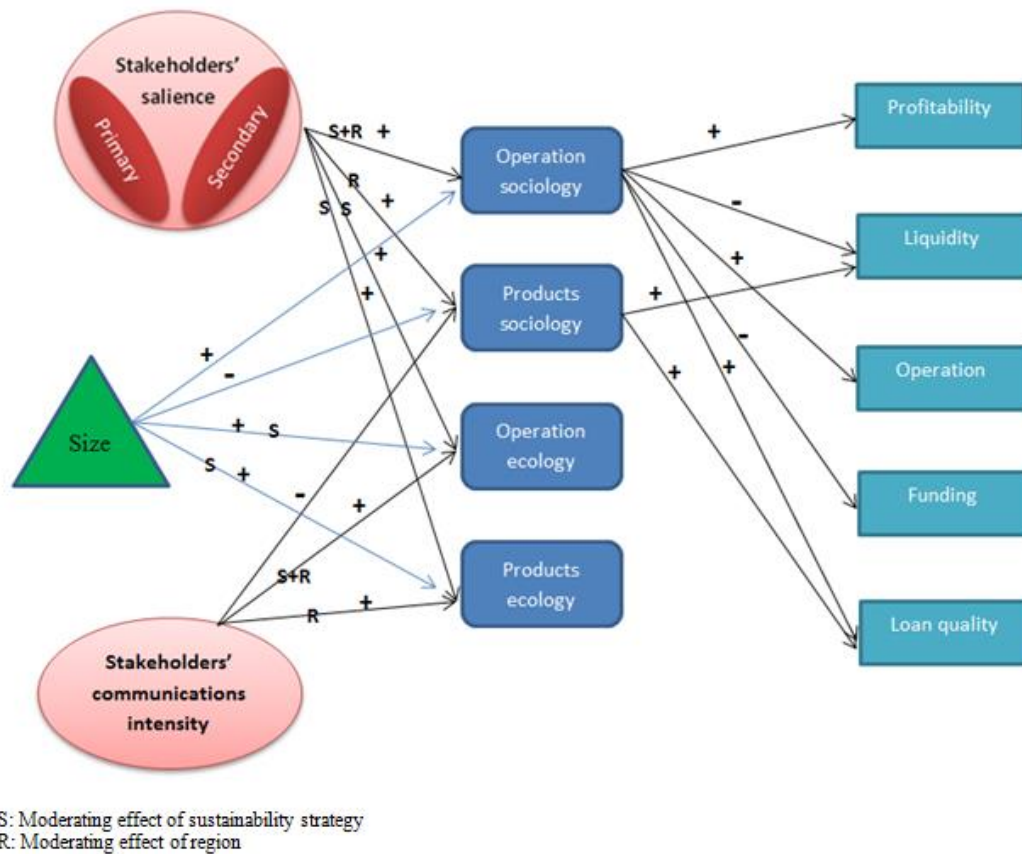 Stakeholders'
salience
Primary
Secondary
S+R +
R
+
S S
+
+
Operation
sociology
Products
sociology
Operation
ecology
Products
ecology
Size
+
-
+ S
S +
-
+
S+R
R +
Stakeholders'
communications
intensity
+
-
+
+
-
+
+
Profitability
Liquidity
Operation
Funding
Loan quality
S: Moderating effect of sustainability strategy
R: Moderating effect of region